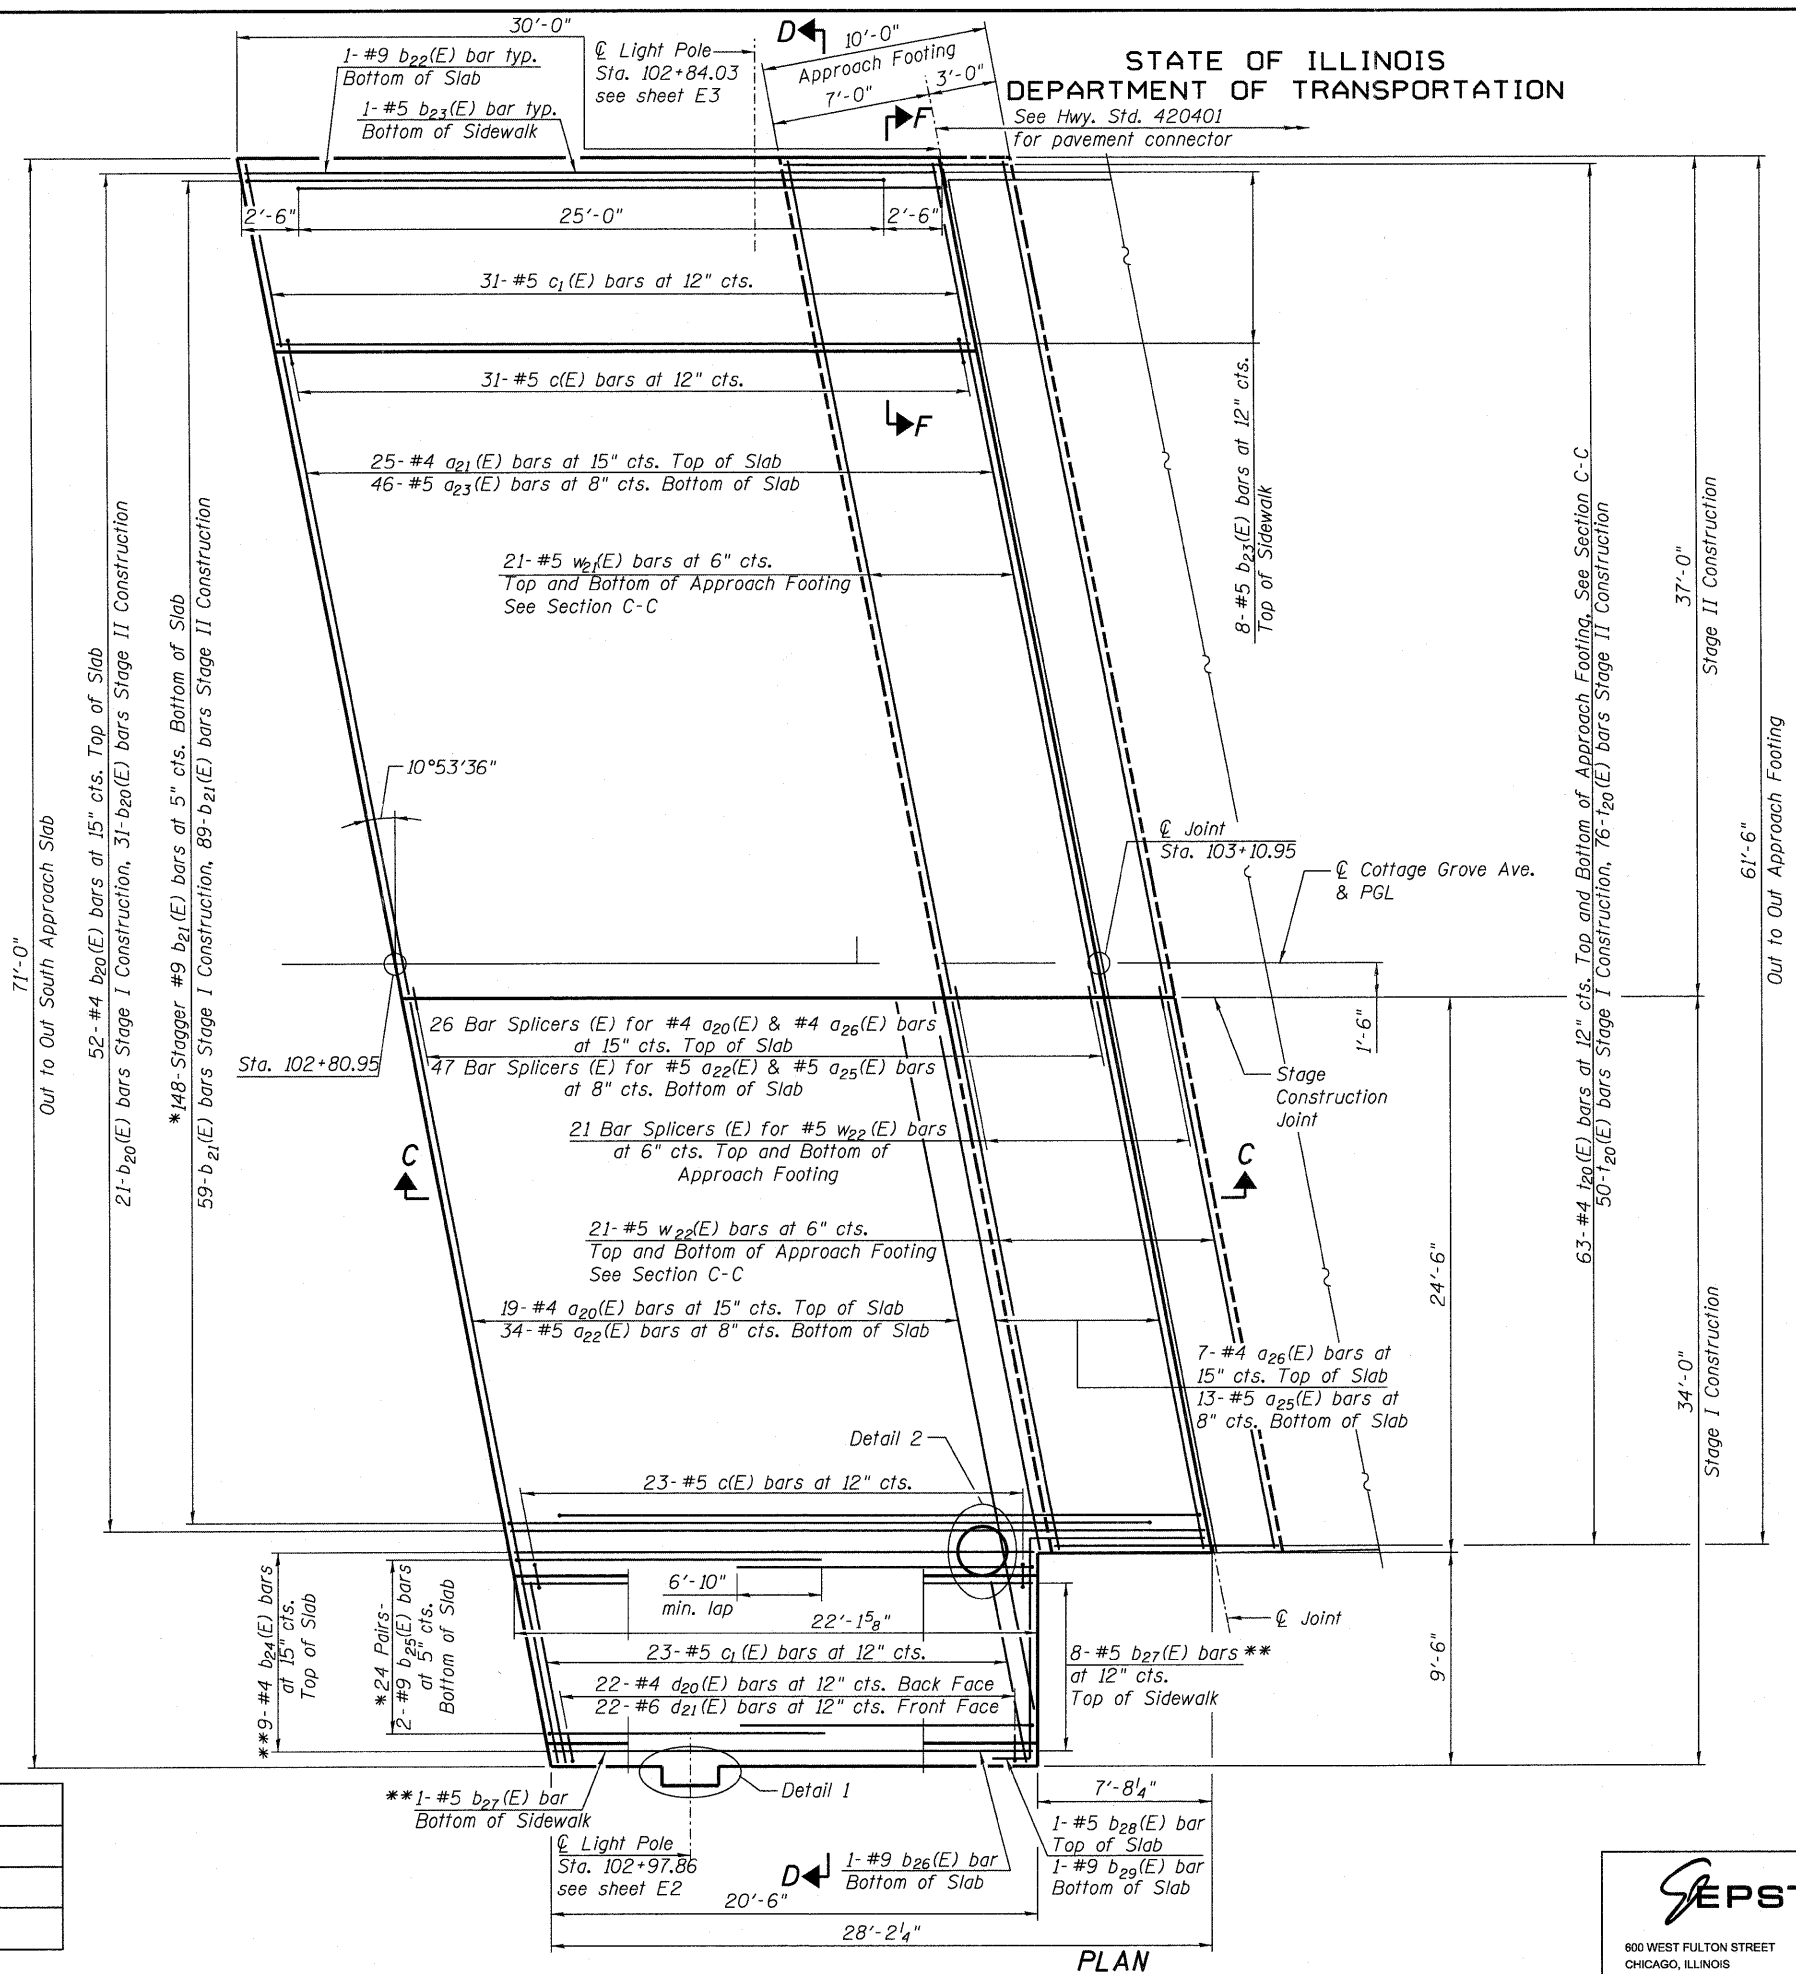 STATE OF ILLINOIS
DEPARTMENT OF TRANSPORTATION
30'-0"
1- #9 b22(E) bar typ.
Bottom of Slab
1- #5 b23(E) bar typ.
Bottom of Sidewalk
℄ Light Pole
Sta. 102+84.03
see sheet E3
D
10'-0"
Approach Footing
7'-0"
3'-0"
F
See Hwy. Std. 420401
for pavement connector
2'-6"
25'-0"
2'-6"
31- #5 c1(E) bars at 12" cts.
31- #5 c(E) bars at 12" cts.
F
25- #4 a21(E) bars at 15" cts. Top of Slab
46- #5 a23(E) bars at 8" cts. Bottom of Slab
21- #5 w21(E) bars at 6" cts.
Top and Bottom of Approach Footing
See Section C-C
8- #5 b23(E) bars at 12" cts.
Top of Sidewalk
71'-0"
Out to Out South Approach Slab
52- #4 b20(E) bars at 15" cts. Top of Slab
21- b20(E) bars Stage I Construction, 31- b20(E) bars Stage II Construction
*148- Stagger #9 b21(E) bars at 5" cts. Bottom of Slab
59- b21(E) bars Stage I Construction, 89- b21(E) bars Stage II Construction
63- #4 t20(E) bars at 12" cts. Top and Bottom of Approach Footing, See Section C-C
50- t20(E) bars Stage I Construction, 76- t20(E) bars Stage II Construction
37'-0"
Stage II Construction
61'-6"
Out to Out Approach Footing
10°53'36"
℄ Joint
Sta. 103+10.95
℄ Cottage Grove Ave.
& PGL
1'-6"
Sta. 102+80.95
26 Bar Splicers (E) for #4 a20(E) & #4 a26(E) bars
at 15" cts. Top of Slab
47 Bar Splicers (E) for #5 a22(E) & #5 a25(E) bars
at 8" cts. Bottom of Slab
Stage
Construction
Joint
21 Bar Splicers (E) for #5 w22(E) bars
at 6" cts. Top and Bottom of
Approach Footing
C
C
21- #5 w22(E) bars at 6" cts.
Top and Bottom of Approach Footing
See Section C-C
19- #4 a20(E) bars at 15" cts. Top of Slab
34- #5 a22(E) bars at 8" cts. Bottom of Slab
7- #4 a26(E) bars at
15" cts. Top of Slab
13- #5 a25(E) bars at
8" cts. Bottom of Slab
24'-6"
34'-0"
Stage I Construction
Detail 2
23- #5 c(E) bars at 12" cts.
**9- #4 b24(E) bars
at 15" cts.
Top of Slab
*24 Pairs-
2- #9 b25(E) bars
at 5" cts.
Bottom of Slab
6'-10"
min. lap
22'-1 5/8"
23- #5 c1(E) bars at 12" cts.
22- #4 d20(E) bars at 12" cts. Back Face
22- #6 d21(E) bars at 12" cts. Front Face
8- #5 b27(E) bars **
at 12" cts.
Top of Sidewalk
℄ Joint
9'-6"
**1- #5 b27(E) bar
Bottom of Sidewalk
Detail 1
7'-8 1/4"
℄ Light Pole
Sta. 102+97.86
see sheet E2
D
1- #9 b26(E) bar
Bottom of Slab
1- #5 b28(E) bar
Top of Slab
1- #9 b29(E) bar
Bottom of Slab
20'-6"
28'-2 1/4"
PLAN
EPST
600 WEST FULTON STREET
CHICAGO, ILLINOIS